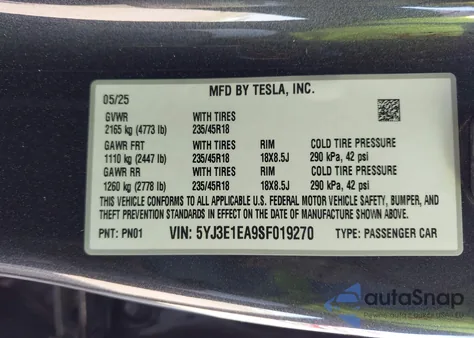 MFD BY TESLA, INC.
05/25
GVWR WITH TIRES
2165 kg (4773 lb) 235/45R18
GAWR FRT WITH TIRES RIM COLD TIRE PRESSURE
1110 kg (2447 lb) 235/45R18 18X8.5J 290 kPa, 42 psi
GAWR RR WITH TIRES RIM COLD TIRE PRESSURE
1260 kg (2778 lb) 235/45R18 18X8.5J 290 kPa, 42 psi
THIS VEHICLE CONFORMS TO ALL APPLICABLE U.S. FEDERAL MOTOR VEHICLE SAFETY, BUMPER, AND
THEFT PREVENTION STANDARDS IN EFFECT ON THE DATE OF MANUFACTURE SHOWN ABOVE.
PNT: PN01 VIN: 5YJ3E1EA9SF019270 TYPE: PASSENGER CAR
autoSnap